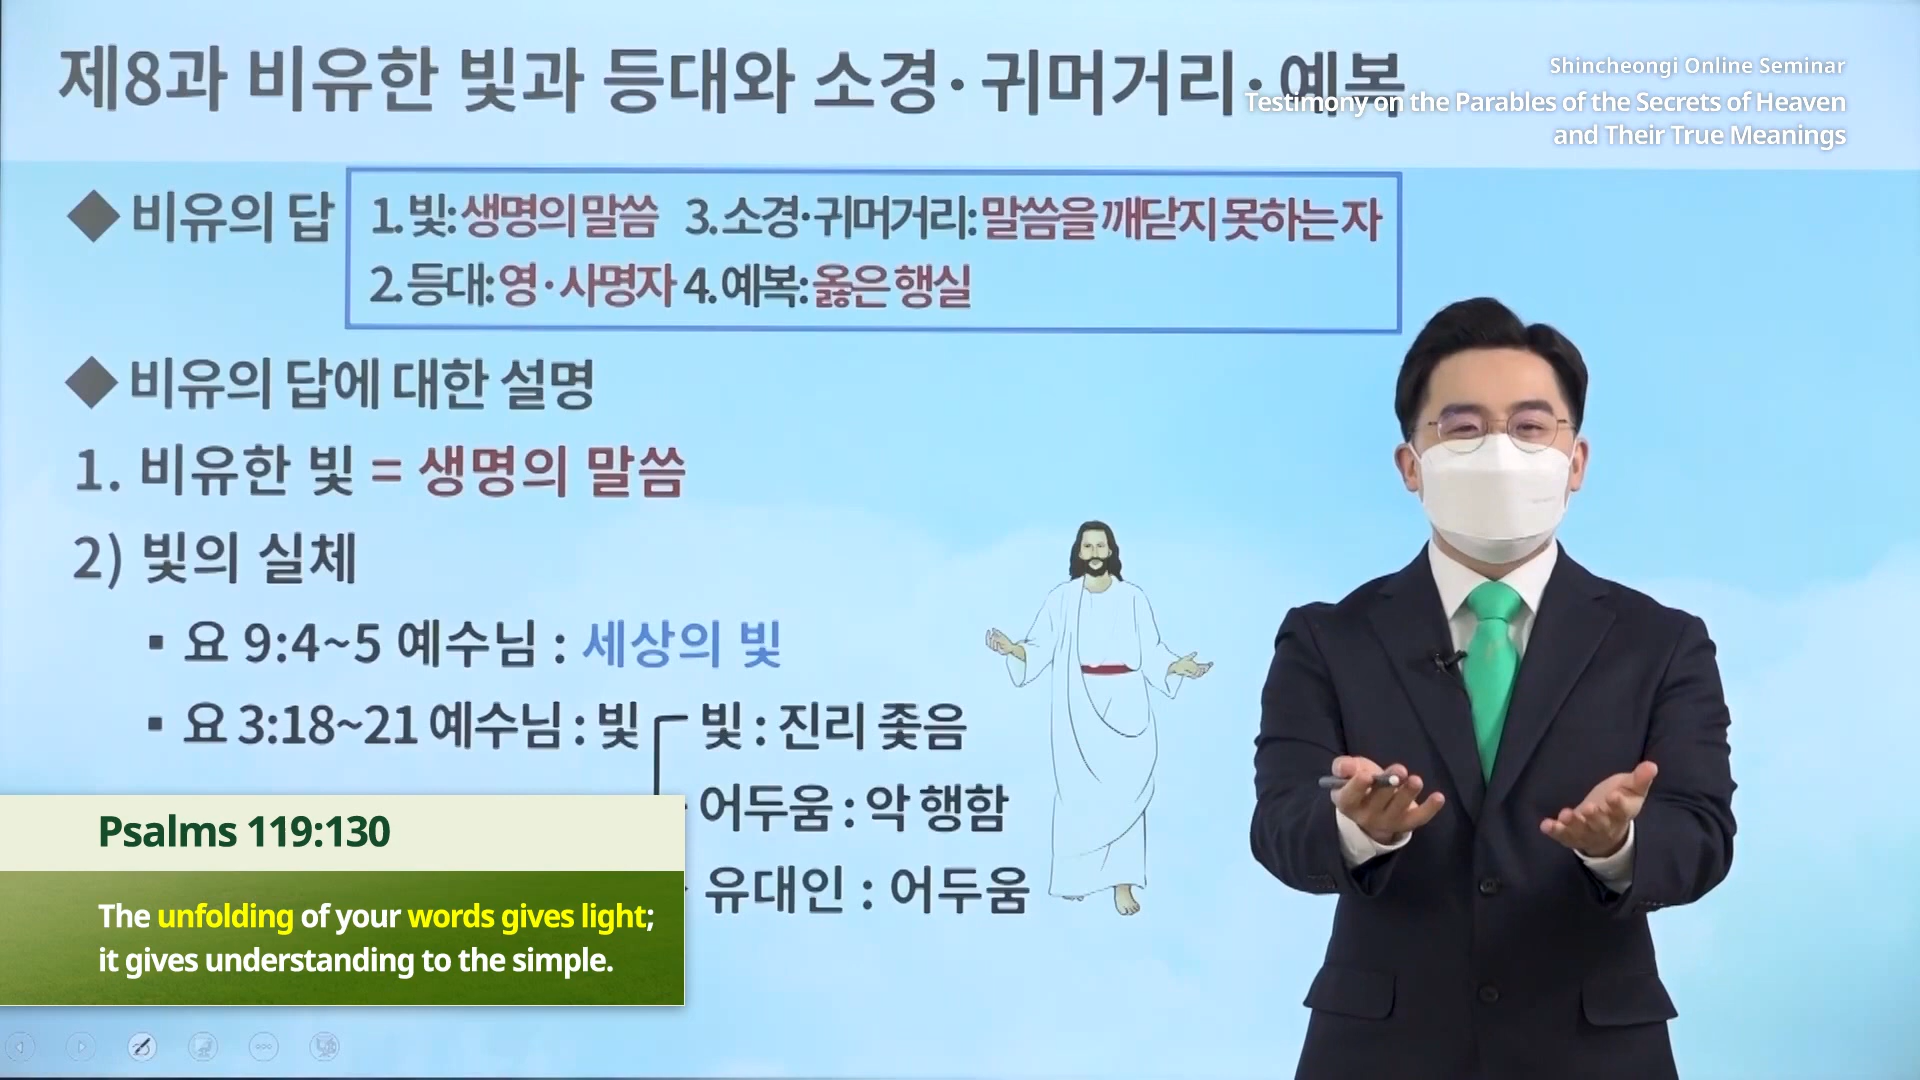 제8과 비유한 빛과 등대와 소경·귀머거리·예복
Shincheongi Online Seminar
Testimony on the Parables of the Secrets of Heaven
and Their True Meanings
◆ 비유의 답
1. 빛: 생명의 말씀 3. 소경·귀머거리: 말씀을 깨닫지 못하는 자
2. 등대: 영·사명자 4. 예복: 옳은 행실
◆ 비유의 답에 대한 설명
1. 비유한 빛 = 생명의 말씀
2) 빛의 실체
▪ 요 9:4~5 예수님 : 세상의 빛
▪ 요 3:18~21 예수님 : 빛 빛 : 진리 좇음
어두움 : 악 행함
유대인 : 어두움
Psalms 119:130
The unfolding of your words gives light;
it gives understanding to the simple.